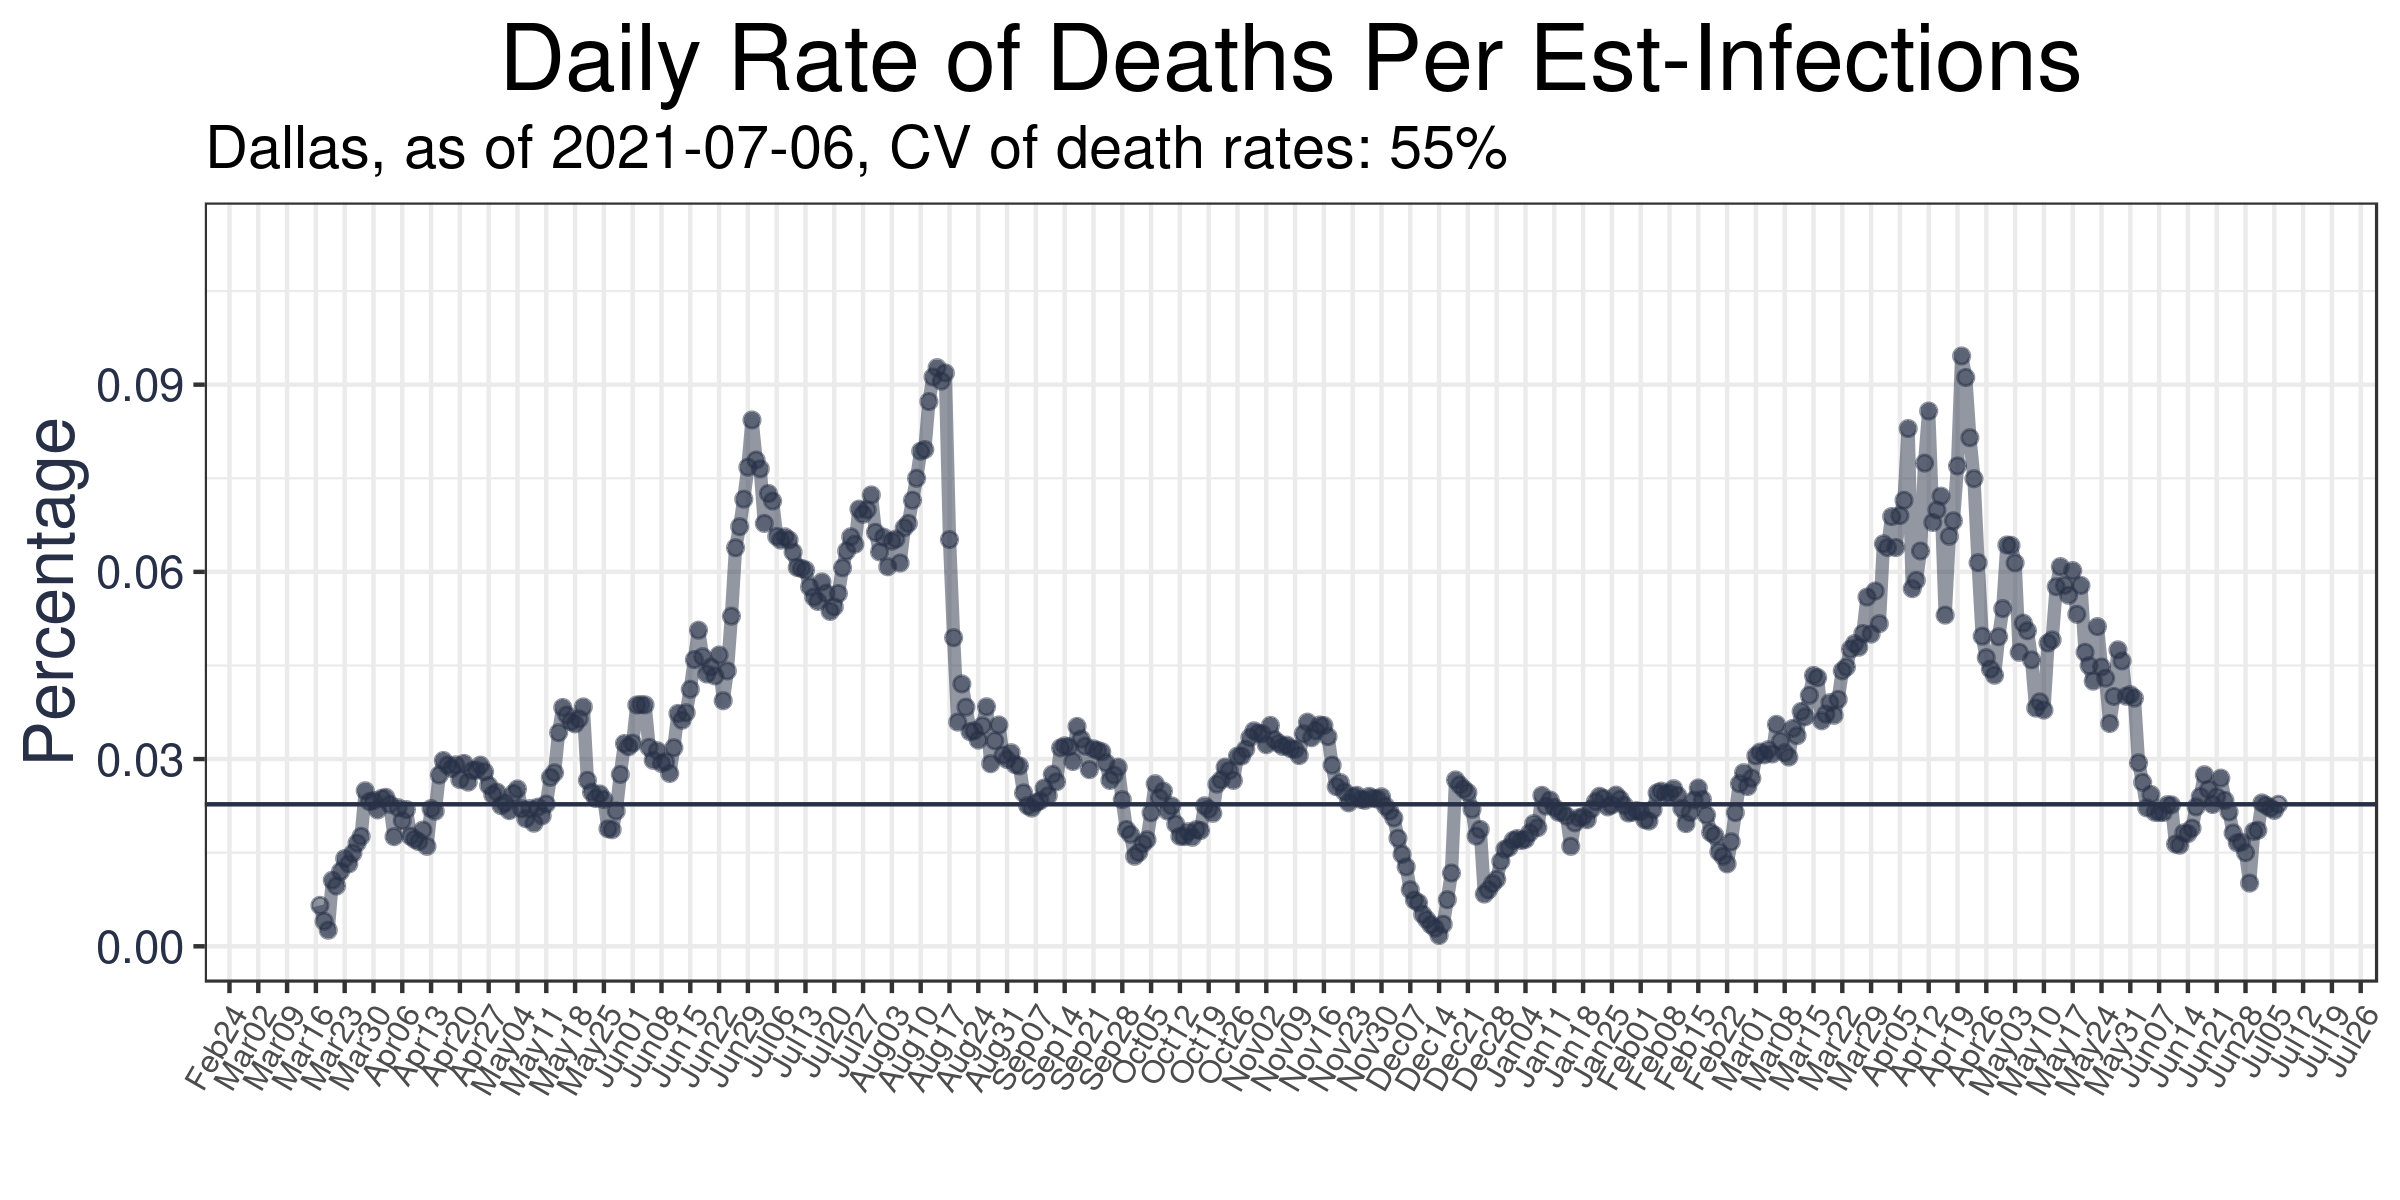 Daily Rate of Deaths Per Est-Infections
Dallas, as of 2021-07-06, CV of death rates: 55%
Percentage
0.09
0.06
0.03
0.00
Feb24
Mar02
Mar09
Mar16
Mar23
Mar30
Apr06
Apr13
Apr20
Apr27
May04
May11
May18
May25
Jun01
Jun08
Jun15
Jun22
Jun29
Jul06
Jul13
Jul20
Jul27
Aug03
Aug10
Aug17
Aug24
Aug31
Sep07
Sep14
Sep21
Sep28
Oct05
Oct12
Oct19
Oct26
Nov02
Nov09
Nov16
Nov23
Nov30
Dec07
Dec14
Dec21
Dec28
Jan04
Jan11
Jan18
Jan25
Feb01
Feb08
Feb15
Feb22
Mar01
Mar08
Mar15
Mar22
Mar29
Apr05
Apr12
Apr19
Apr26
May03
May10
May17
May24
May31
Jun07
Jun14
Jun21
Jun28
Jul05
Jul12
Jul19
Jul26